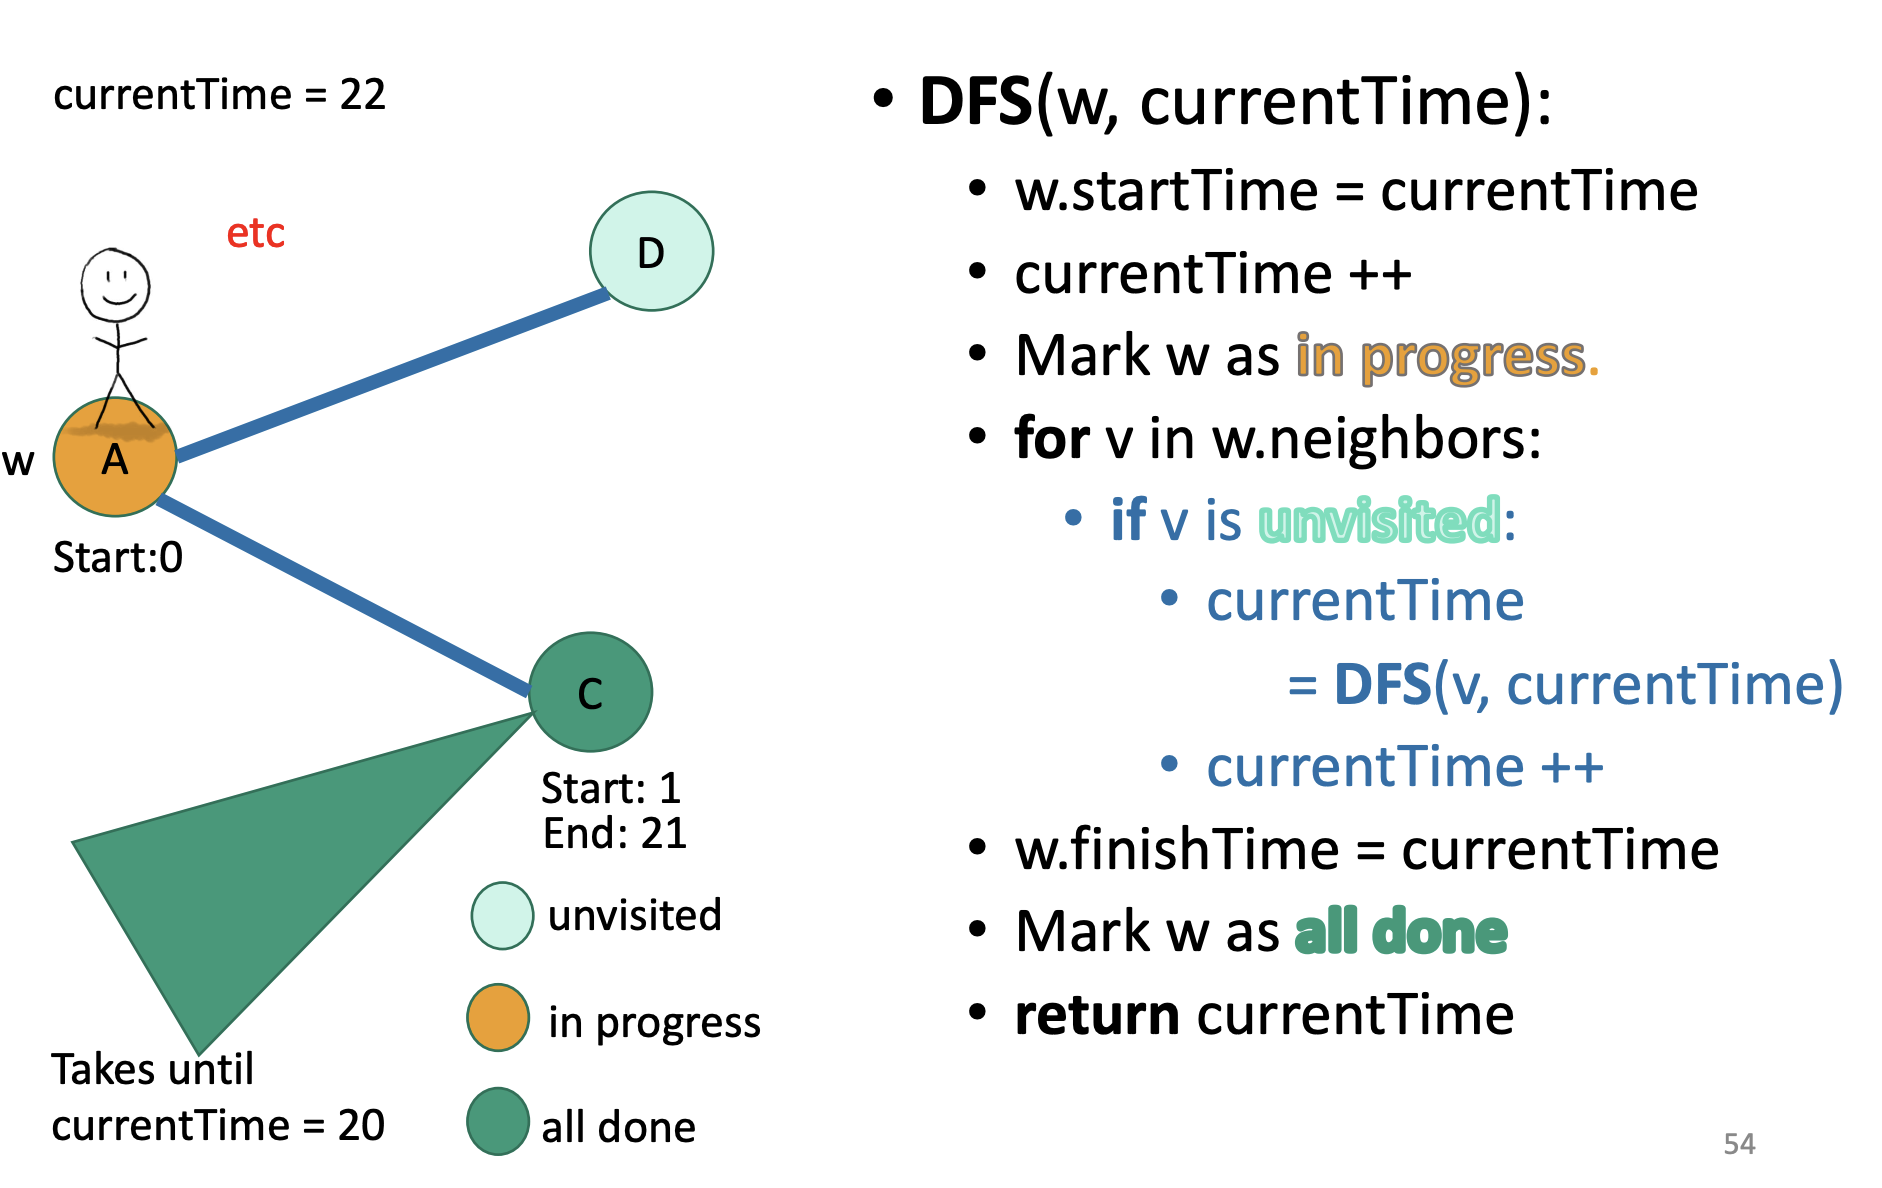 currentTime = 22
etc
D
w
A
Start:0
C
Start: 1
End: 21
unvisited
in progress
all done
Takes until
currentTime = 20
• DFS(w, currentTime):
• w.startTime = currentTime
• currentTime ++
• Mark w as in progress.
• for v in w.neighbors:
• if v is unvisited:
• currentTime
= DFS(v, currentTime)
• currentTime ++
• w.finishTime = currentTime
• Mark w as all done
• return currentTime
54